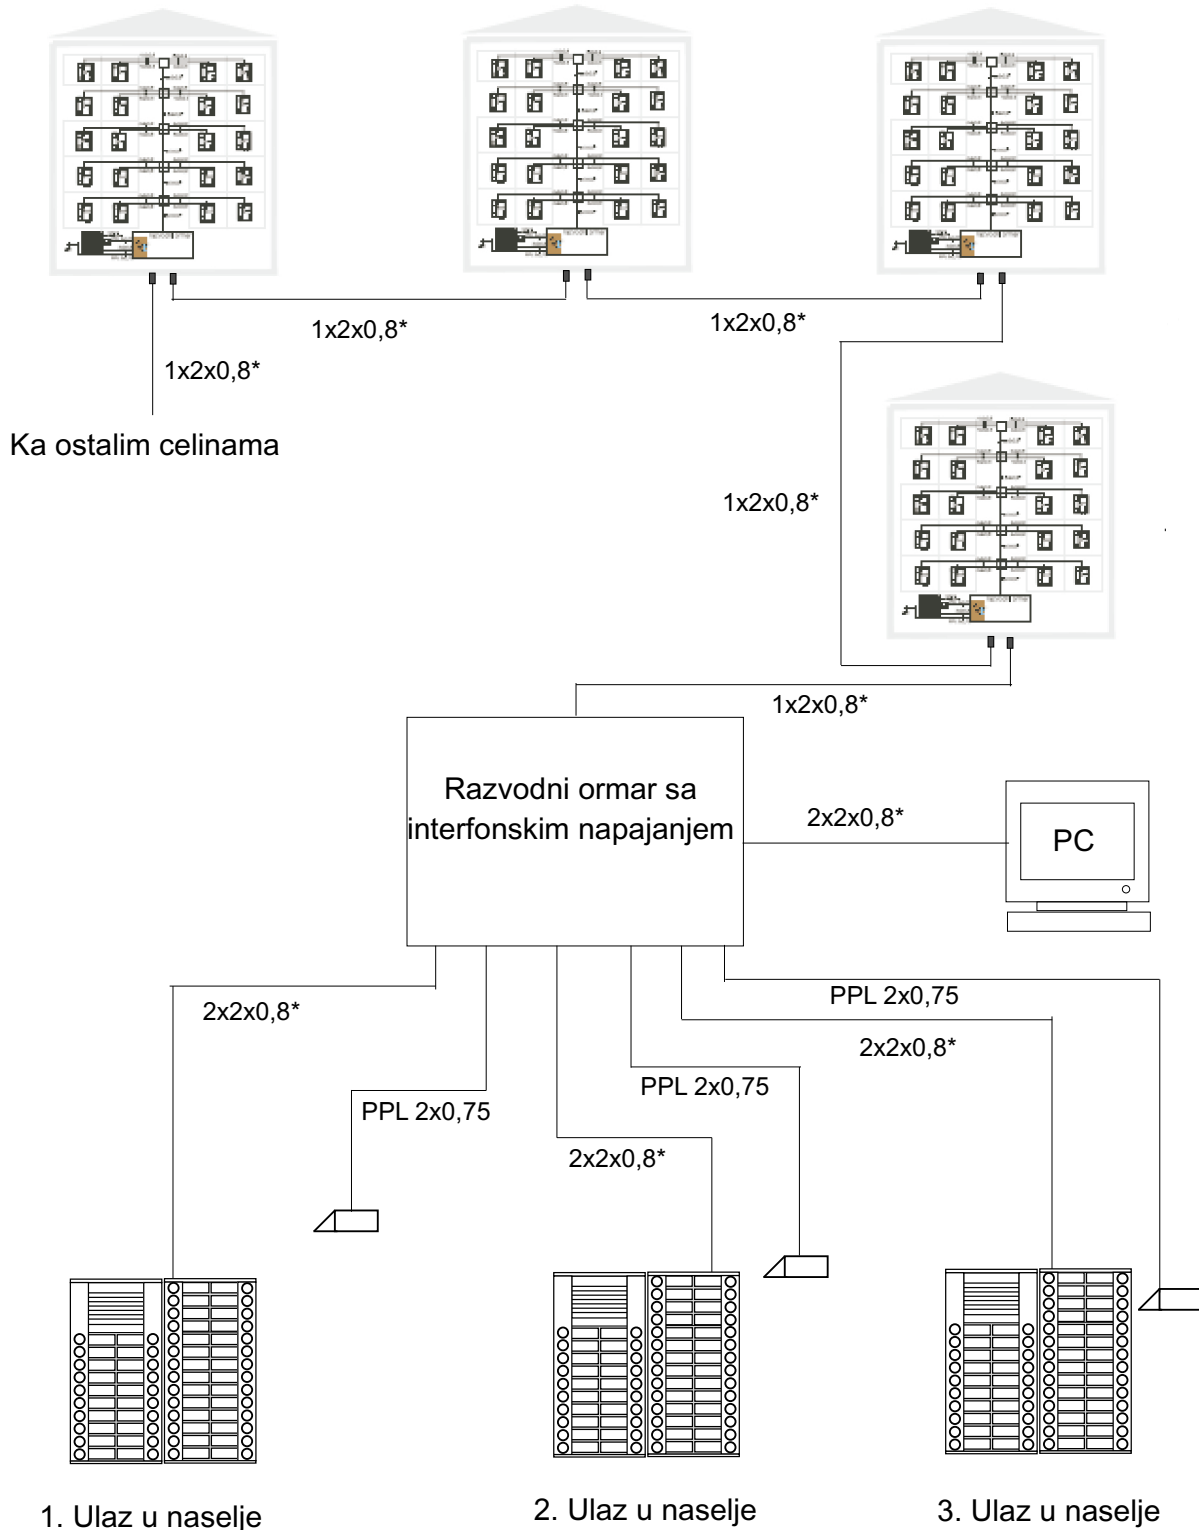 1x2x0,8*
1x2x0,8*
1x2x0,8*
Ka ostalim celinama
1x2x0,8*
1x2x0,8*
Razvodni ormar sa
interfonskim napajanjem
2x2x0,8*
PC
2x2x0,8*
PPL 2x0,75
2x2x0,8*
PPL 2x0,75
PPL 2x0,75
2x2x0,8*
1. Ulaz u naselje
2. Ulaz u naselje
3. Ulaz u naselje